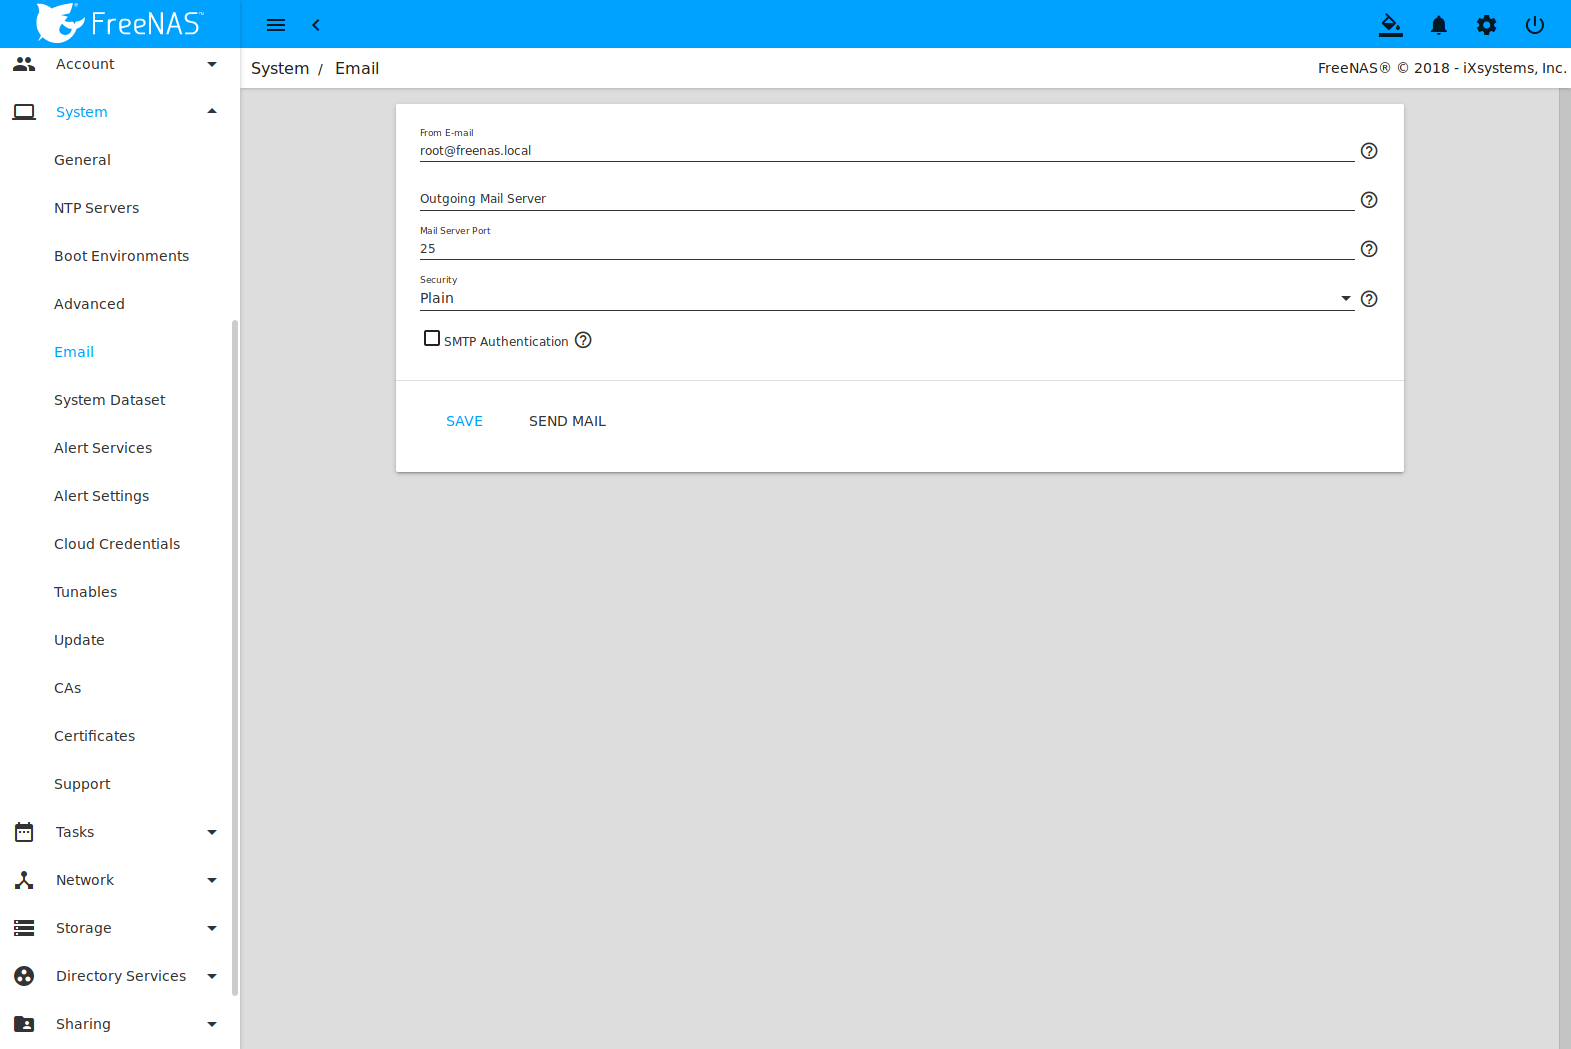 FreeNAS™
System / Email
FreeNAS® © 2018 - iXsystems, Inc.
Account
System
General
NTP Servers
Boot Environments
Advanced
Email
System Dataset
Alert Services
Alert Settings
Cloud Credentials
Tunables
Update
CAs
Certificates
Support
Tasks
Network
Storage
Directory Services
Sharing
From E-mail
root@freenas.local
Outgoing Mail Server
Mail Server Port
25
Security
Plain
SMTP Authentication
SAVE SEND MAIL